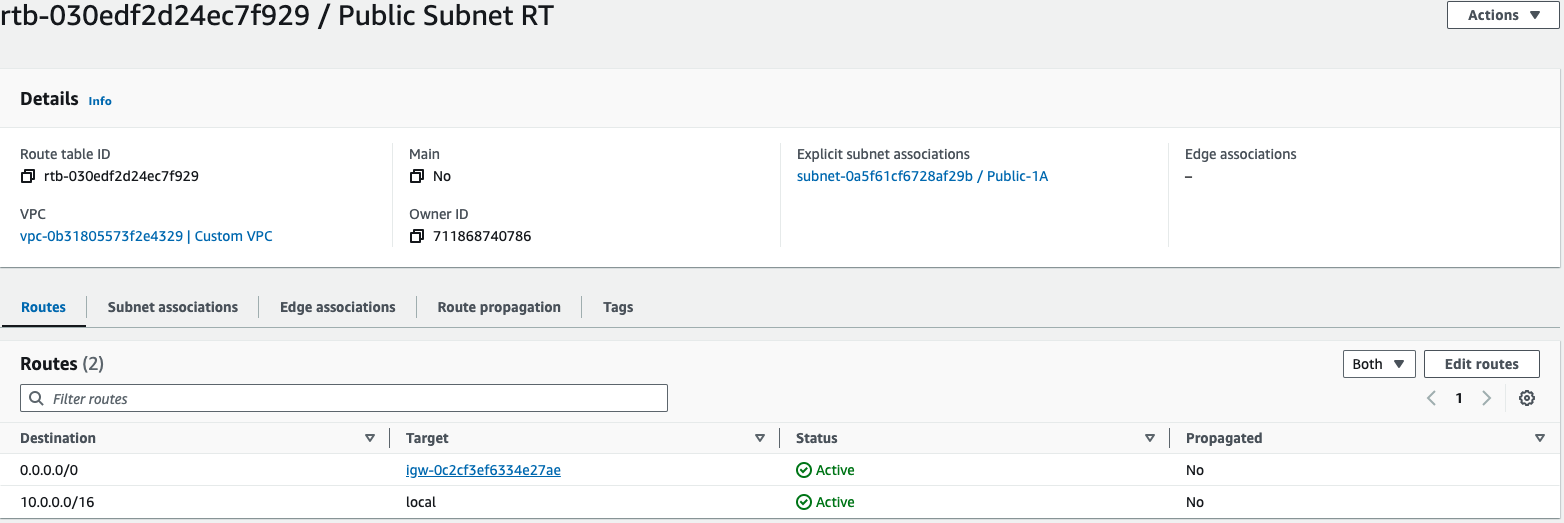 rtb-030edf2d24ec7f929 / Public Subnet RT
Actions
Details Info
Route table ID
rtb-030edf2d24ec7f929
Main
No
Explicit subnet associations
subnet-0a5f61cf6728af29b / Public-1A
Edge associations
–
VPC
vpc-0b31805573f2e4329 | Custom VPC
Owner ID
711868740786
Routes Subnet associations Edge associations Route propagation Tags
Routes (2)
Both Edit routes
Filter routes
1
Destination Target Status Propagated
0.0.0.0/0 igw-0c2cf3ef6334e27ae Active No
10.0.0.0/16 local Active No